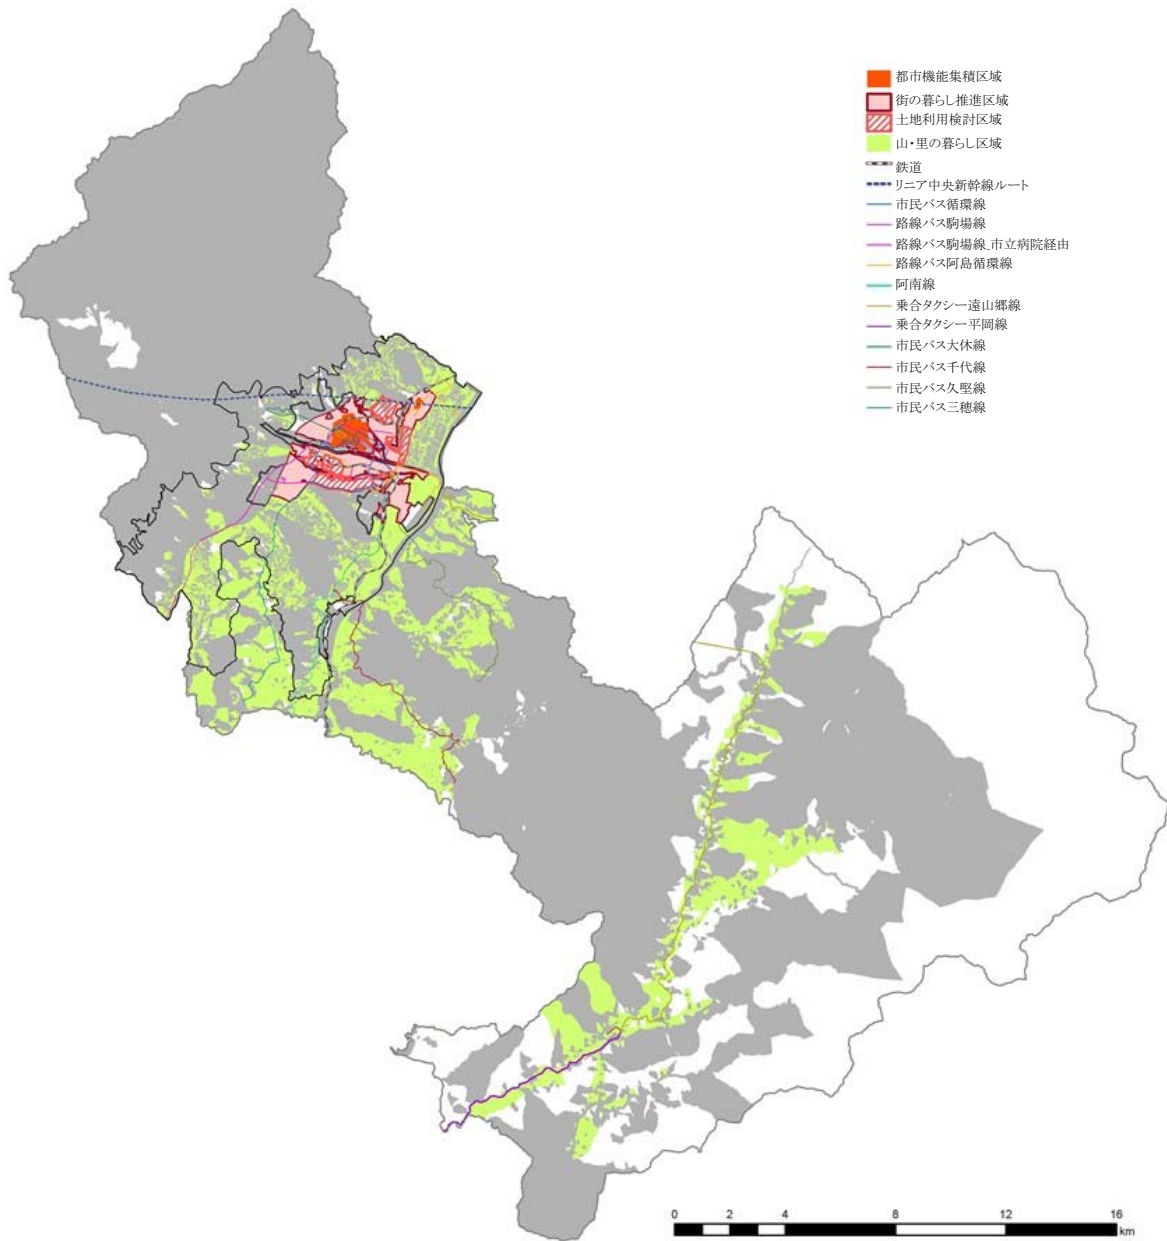 都市機能集積区域
街の暮らし推進区域
土地利用検討区域
山・里の暮らし区域
鉄道
リニア中央新幹線ルート
市民バス循環線
路線バス駒場線
路線バス駒場線_市立病院経由
路線バス阿島循環線
阿南線
乗合タクシー遠山郷線
乗合タクシー平岡線
市民バス大休線
市民バス千代線
市民バス久堅線
市民バス三穂線
0 2 4 8 12 16
km